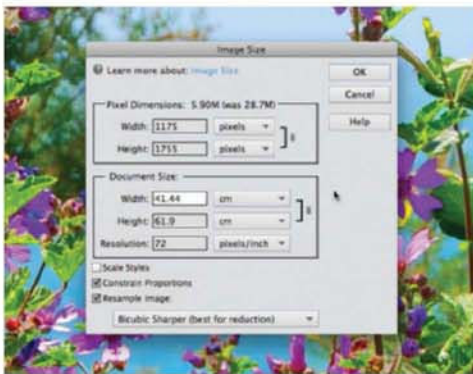 Image Size
Learn more about: Image Size
OK
Cancel
Help
Pixel Dimensions: 5.90M (was 28.7M)
Width: 1175 pixels
Height: 1755 pixels
Document Size:
Width: 41.44 cm
Height: 61.9 cm
Resolution: 72 pixels/inch
Scale Styles
Constrain Proportions
Resample Image:
Bicubic Sharper (best for reduction)